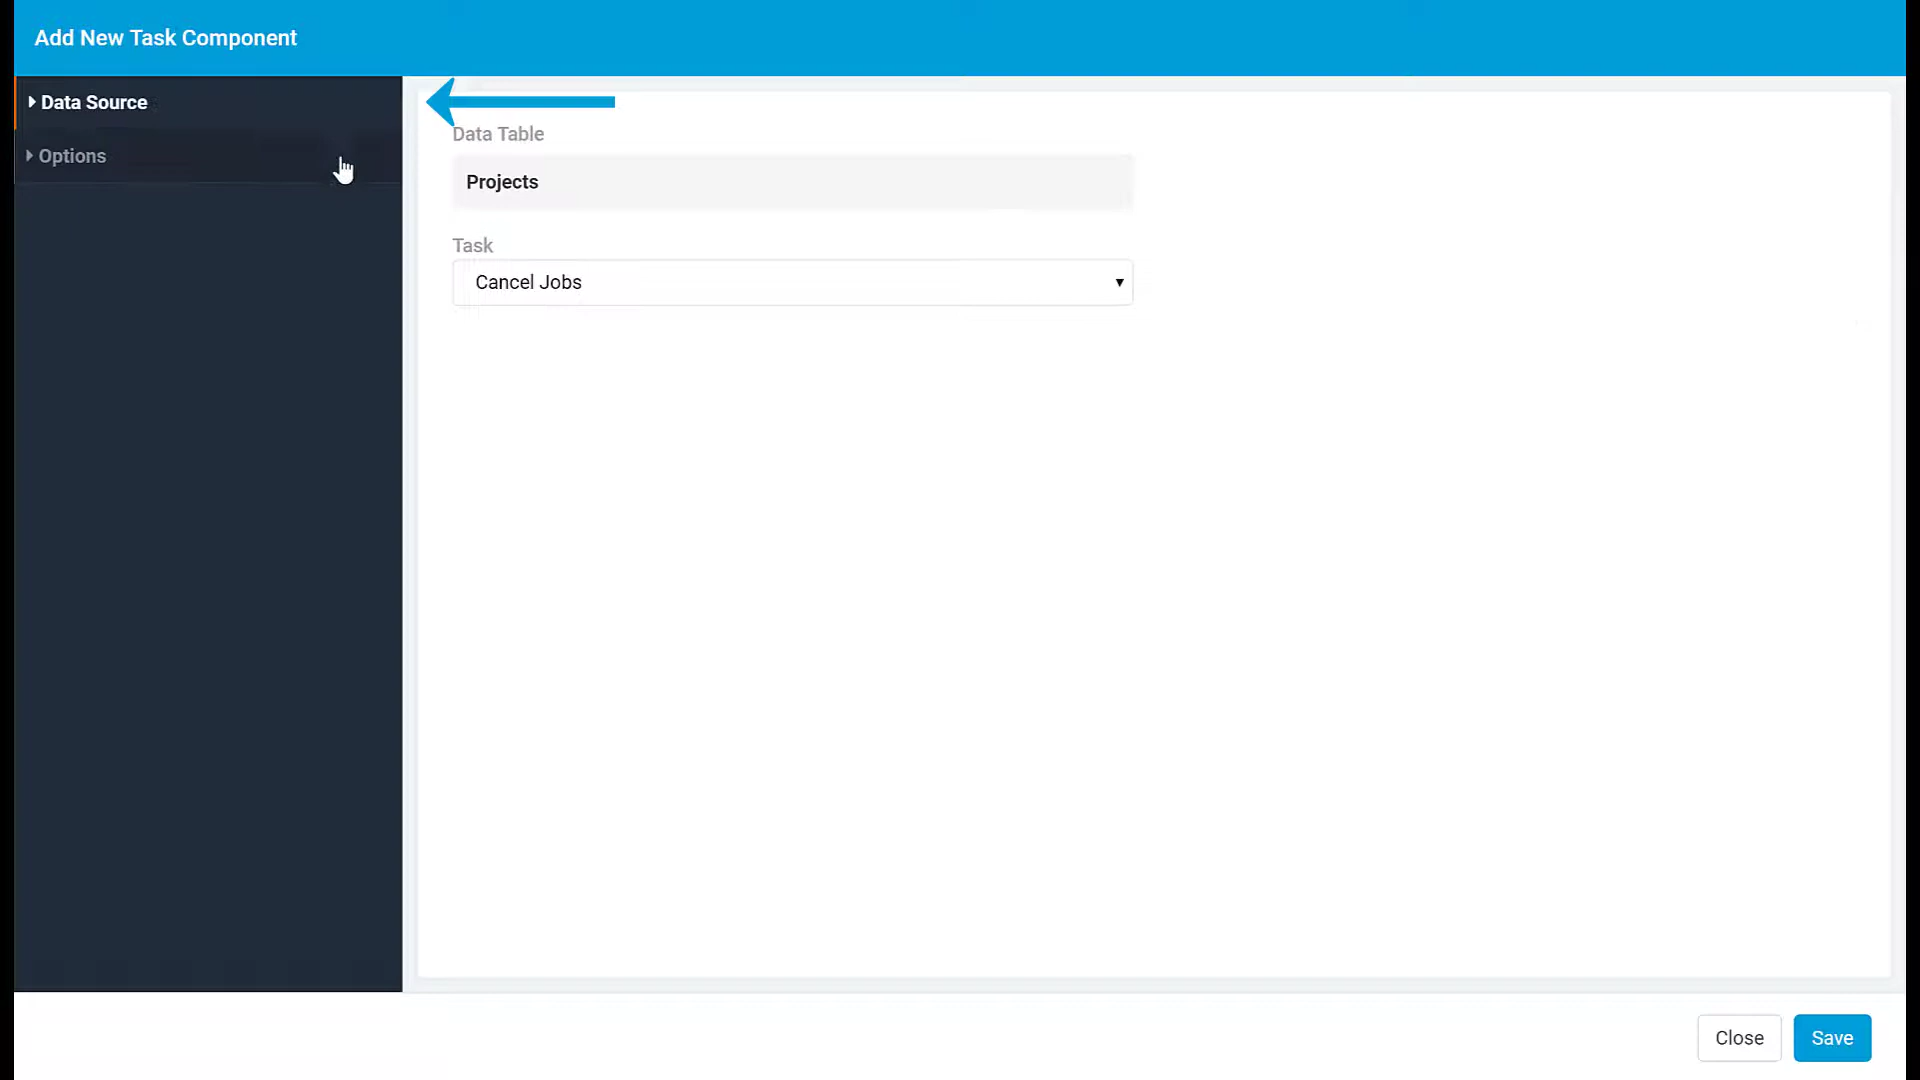 Add New Task Component
Data Source
Options
Data Table
Projects
Task
Cancel Jobs
Close
Save